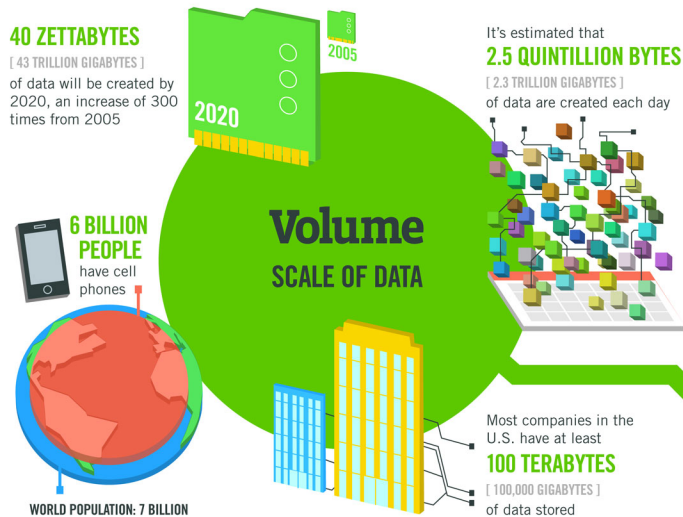 40 ZETTABYTES
[ 43 TRILLION GIGABYTES ]
of data will be created by
2020, an increase of 300
times from 2005
2020
2005
It's estimated that
2.5 QUINTILLION BYTES
[ 2.3 TRILLION GIGABYTES ]
of data are created each day
6 BILLION
PEOPLE
have cell
phones
Volume
SCALE OF DATA
WORLD POPULATION: 7 BILLION
Most companies in the
U.S. have at least
100 TERABYTES
[ 100,000 GIGABYTES ]
of data stored